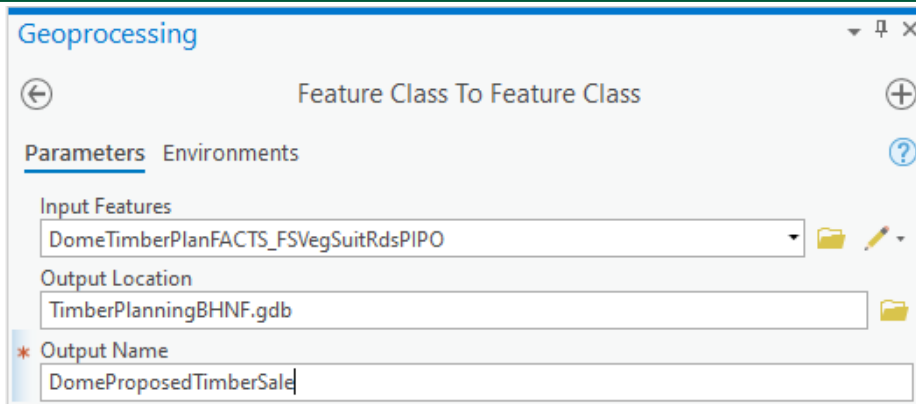 Geoprocessing
Feature Class To Feature Class
Parameters Environments
Input Features
DomeTimberPlanFACTS_FSVegSuitRdsPIPO
Output Location
TimberPlanningBHNF.gdb
* Output Name
DomeProposedTimberSale